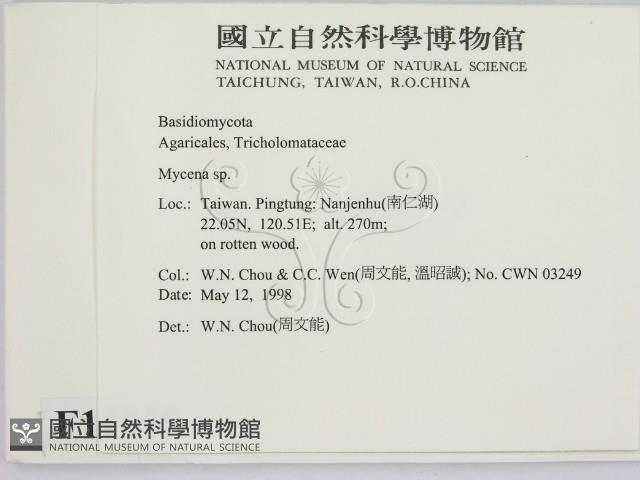 國立自然科學博物館
NATIONAL MUSEUM OF NATURAL SCIENCE
TAICHUNG, TAIWAN, R.O.CHINA
Basidiomycota
Agaricales, Tricholomataceae
Mycena sp.
Loc.: Taiwan. Pingtung: Nanjenhu(南仁湖)
22.05N, 120.51E; alt. 270m;
on rotten wood.
Col.: W.N. Chou & C.C. Wen(周文能, 溫昭誠); No. CWN 03249
Date: May 12, 1998
Det.: W.N. Chou(周文能)
F1
國立自然科學博物館
NATIONAL MUSEUM OF NATURAL SCIENCE